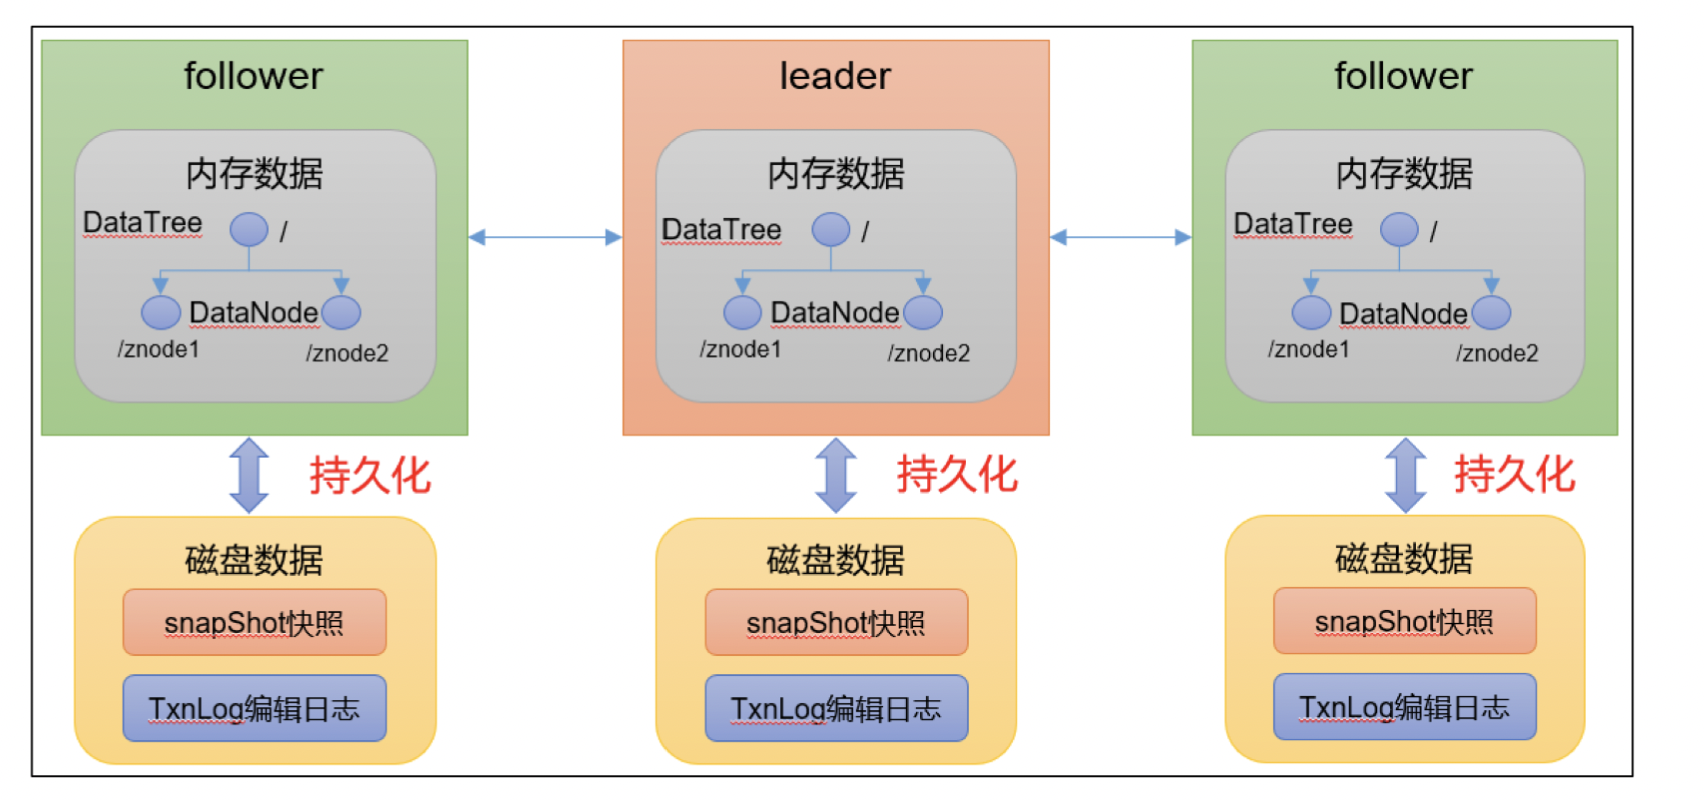 follower
内存数据
DataTree
/
DataNode
/znode1
/znode2
持久化
磁盘数据
snapShot快照
TxnLog编辑日志
leader
内存数据
DataTree
/
DataNode
/znode1
/znode2
持久化
磁盘数据
snapShot快照
TxnLog编辑日志
follower
内存数据
DataTree
/
DataNode
/znode1
/znode2
持久化
磁盘数据
snapShot快照
TxnLog编辑日志